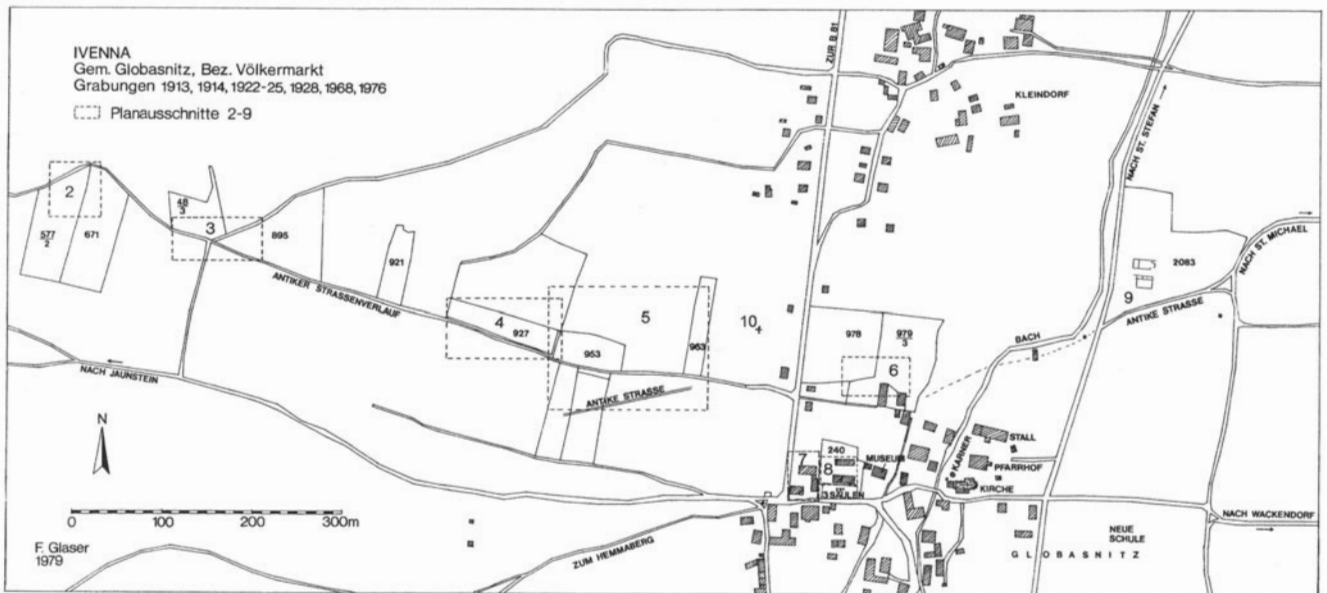 IVENNA
Gem. Globasnitz, Bez. Völkermarkt
Grabungen 1913, 1914, 1922-25, 1928, 1968, 1976
Planausschnitte 2-9
ZUR B 81
KLEINDORF
NACH ST. STEFAN
NACH ST. MICHAEL
2
577
2
671
48
3
3
895
921
ANTIKER STRASSENVERLAUF
4
927
5
953
963
10
ANTIKE STRASSE
978
979
3
6
BACH
2083
9
ANTIKE STRASSE
NACH JAUNSTEIN
N
240
7
8
MUSEUM
3 SÄULEN
KARNER
STALL
PFARRHOF
KIRCHE
NACH WACKENDORF
NEUE
SCHULE
GLOBASNITZ
0 100 200 300m
ZUM HEMMABERG
F. Glaser
1979